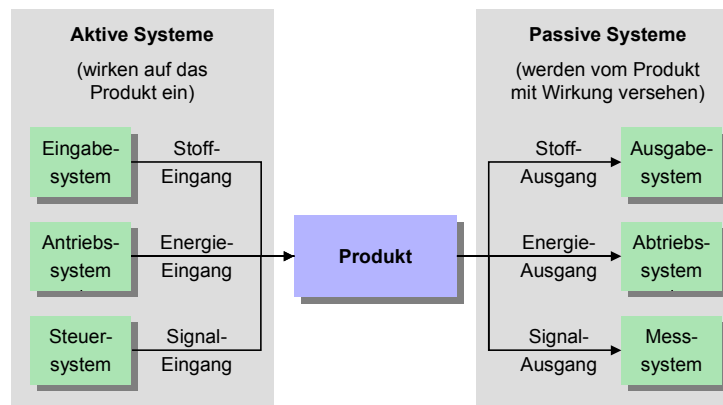 Aktive Systeme
(wirken auf das
Produkt ein)
Eingabe-
system
Stoff-
Eingang
Antriebs-
system
Energie-
Eingang
Steuer-
system
Signal-
Eingang
Produkt
Passive Systeme
(werden vom Produkt
mit Wirkung versehen)
Stoff-
Ausgang
Ausgabe-
system
Energie-
Ausgang
Abtriebs-
system
Signal-
Ausgang
Mess-
system